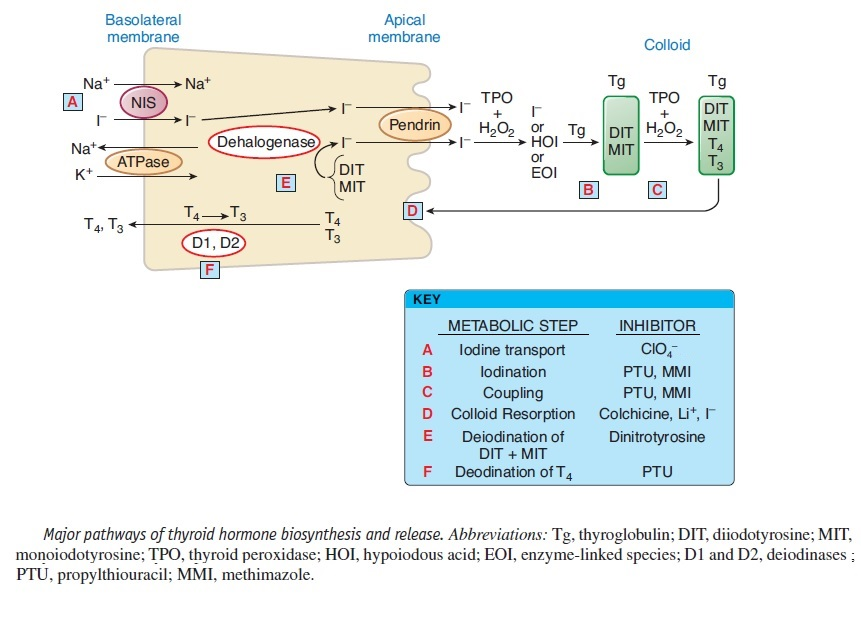 Basolateral
membrane
Apical
membrane
Colloid
Na⁺ Na⁺
A
NIS
I⁻ I⁻
Na⁺
ATPase
K⁺
Dehalogenase
I⁻
I⁻
DIT
MIT
E
Pendrin
I⁻
I⁻
TPO
+
H₂O₂
I⁻
or
HOI
or
EOI
Tg
B
Tg
DIT
MIT
TPO
+
H₂O₂
C
Tg
DIT
MIT
T₄
T₃
D
T₄, T₃
T₄ T₃
D1, D2
F
T₄
T₃
KEY
METABOLIC STEP INHIBITOR
A Iodine transport ClO₄⁻
B Iodination PTU, MMI
C Coupling PTU, MMI
D Colloid Resorption Colchicine, Li⁺, I⁻
E Deiodination of Dinitrotyrosine
DIT + MIT
F Deodination of T₄ PTU
Major pathways of thyroid hormone biosynthesis and release. Abbreviations: Tg, thyroglobulin; DIT, diiodotyrosine; MIT,
monoiodotyrosine; TPO, thyroid peroxidase; HOI, hypoiodous acid; EOI, enzyme-linked species; D1 and D2, deiodinases ;
PTU, propylthiouracil; MMI, methimazole.